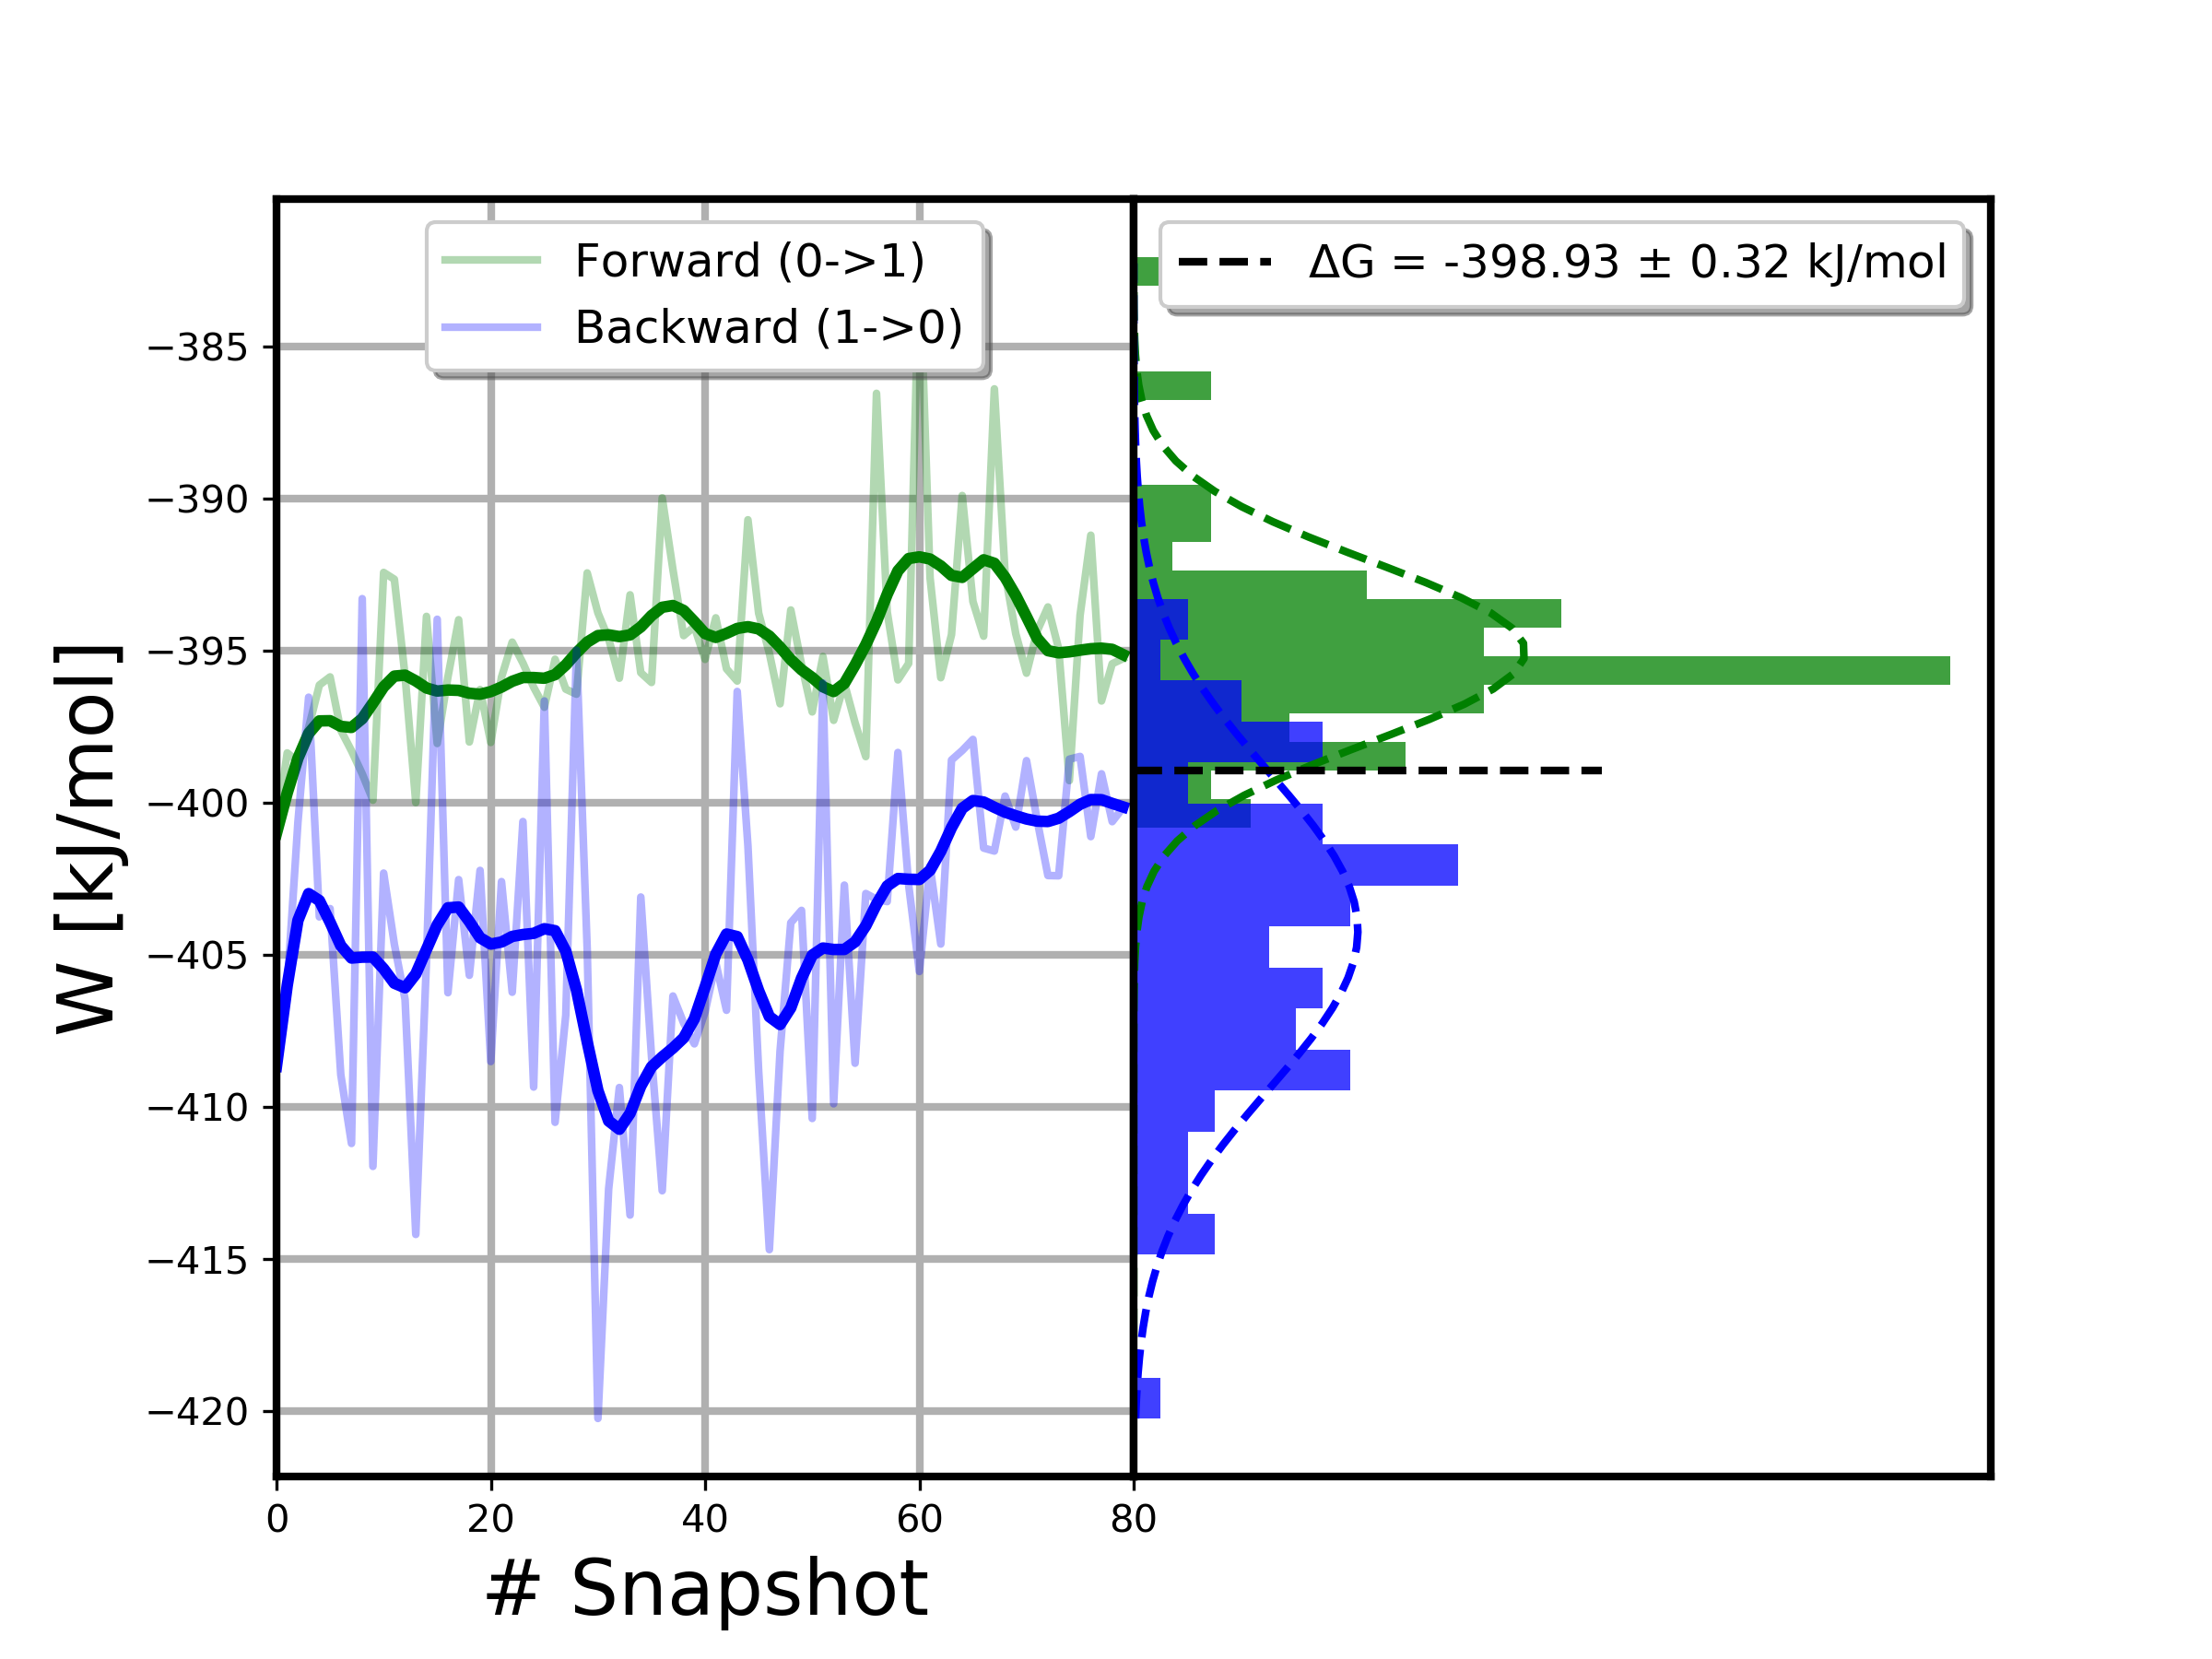 Forward (0->1)
Backward (1->0)
ΔG = -398.93 ± 0.32 kJ/mol
−385
−390
−395
−400
−405
−410
−415
−420
W [kJ/mol]
0 20 40 60 80
# Snapshot